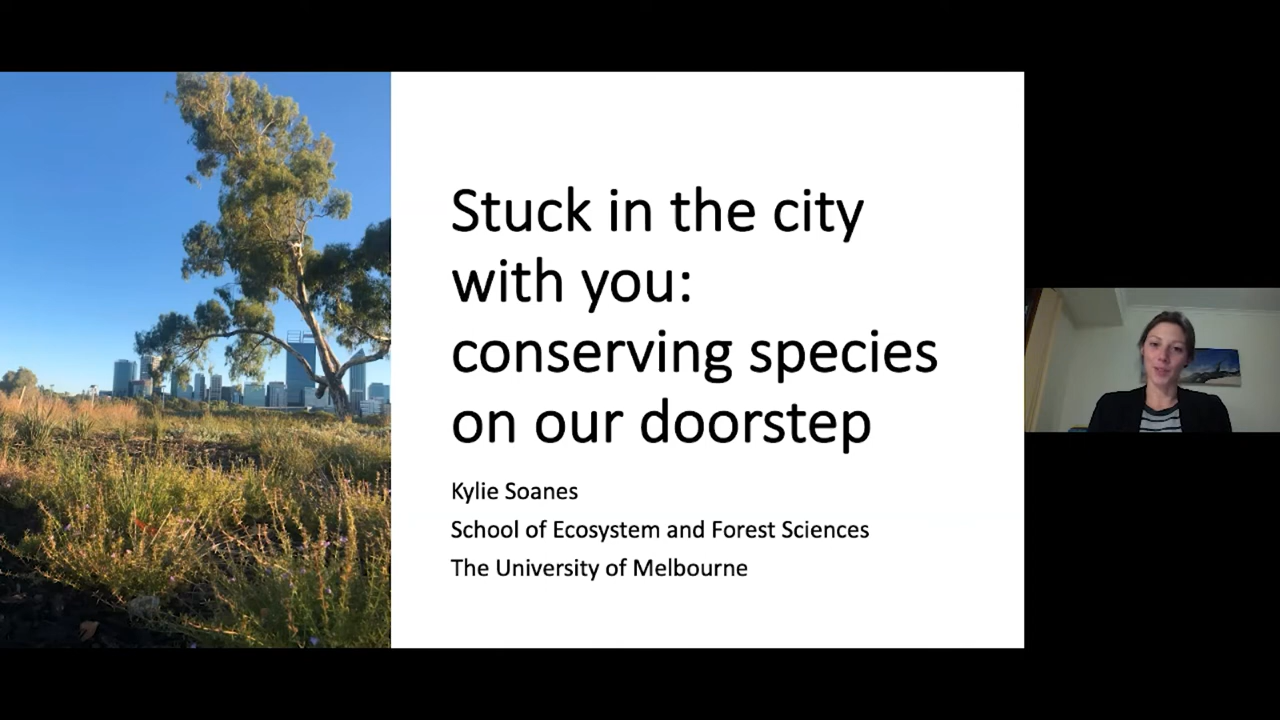 Stuck in the city
with you:
conserving species
on our doorstep
Kylie Soanes
School of Ecosystem and Forest Sciences
The University of Melbourne